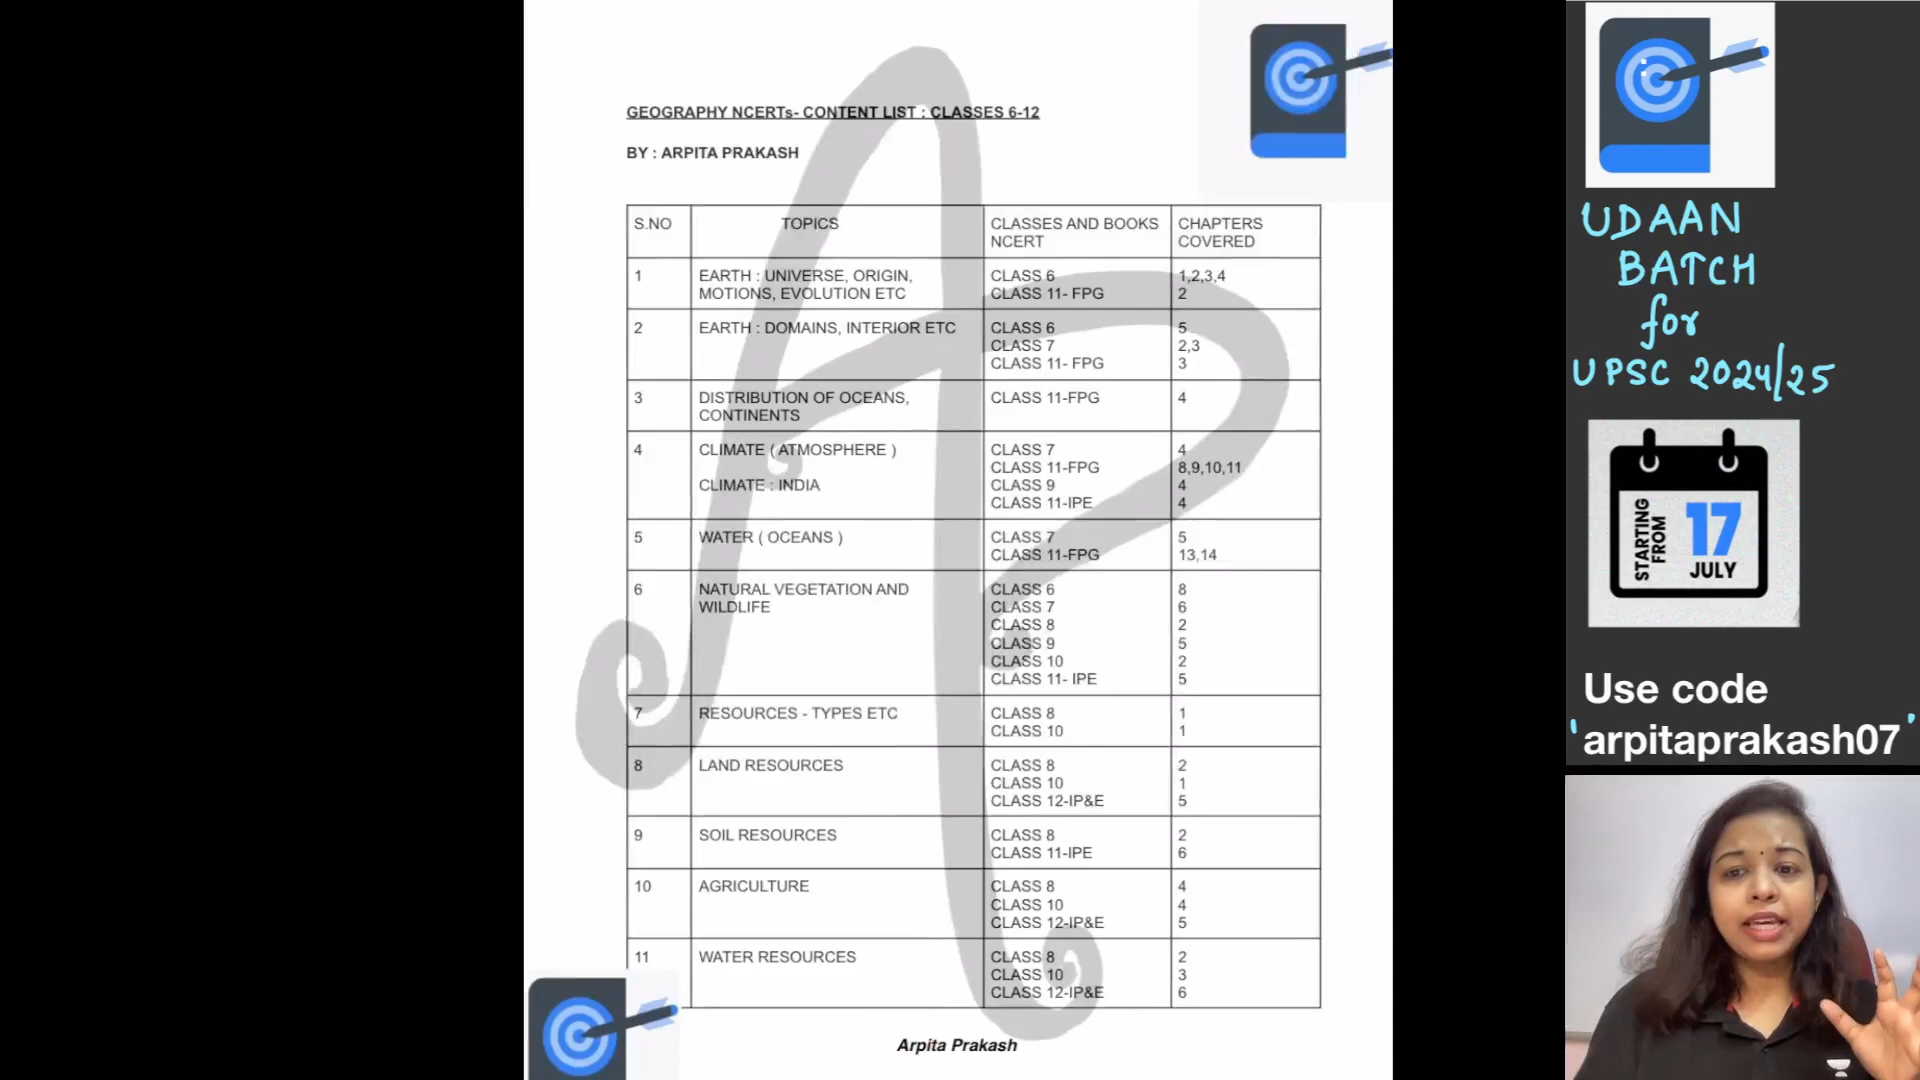 GEOGRAPHY NCERTs- CONTENT LIST : CLASSES 6-12
BY : ARPITA PRAKASH
S.NO TOPICS CLASSES AND BOOKS NCERT CHAPTERS COVERED
1 EARTH : UNIVERSE, ORIGIN, CLASS 6 1,2,3,4
MOTIONS, EVOLUTION ETC CLASS 11- FPG 2
2 EARTH : DOMAINS, INTERIOR ETC CLASS 6 5
CLASS 7 2,3
CLASS 11- FPG 3
3 DISTRIBUTION OF OCEANS, CLASS 11-FPG 4
CONTINENTS
4 CLIMATE ( ATMOSPHERE ) CLASS 7 4
CLASS 11-FPG 8,9,10,11
CLIMATE : INDIA CLASS 9 4
CLASS 11-IPE 4
5 WATER ( OCEANS ) CLASS 7 5
CLASS 11-FPG 13,14
6 NATURAL VEGETATION AND CLASS 6 8
WILDLIFE CLASS 7 6
CLASS 8 2
CLASS 9 5
CLASS 10 2
CLASS 11- IPE 5
7 RESOURCES - TYPES ETC CLASS 8 1
CLASS 10 1
8 LAND RESOURCES CLASS 8 2
CLASS 10 1
CLASS 12-IP&E 5
9 SOIL RESOURCES CLASS 8 2
CLASS 11-IPE 6
10 AGRICULTURE CLASS 8 4
CLASS 10 4
CLASS 12-IP&E 5
11 WATER RESOURCES CLASS 8 2
CLASS 10 3
CLASS 12-IP&E 6
Arpita Prakash
UDAAN
BATCH
for
UPSC 2024/25
STARTING
FROM
17
JULY
Use code
'arpitaprakash07'